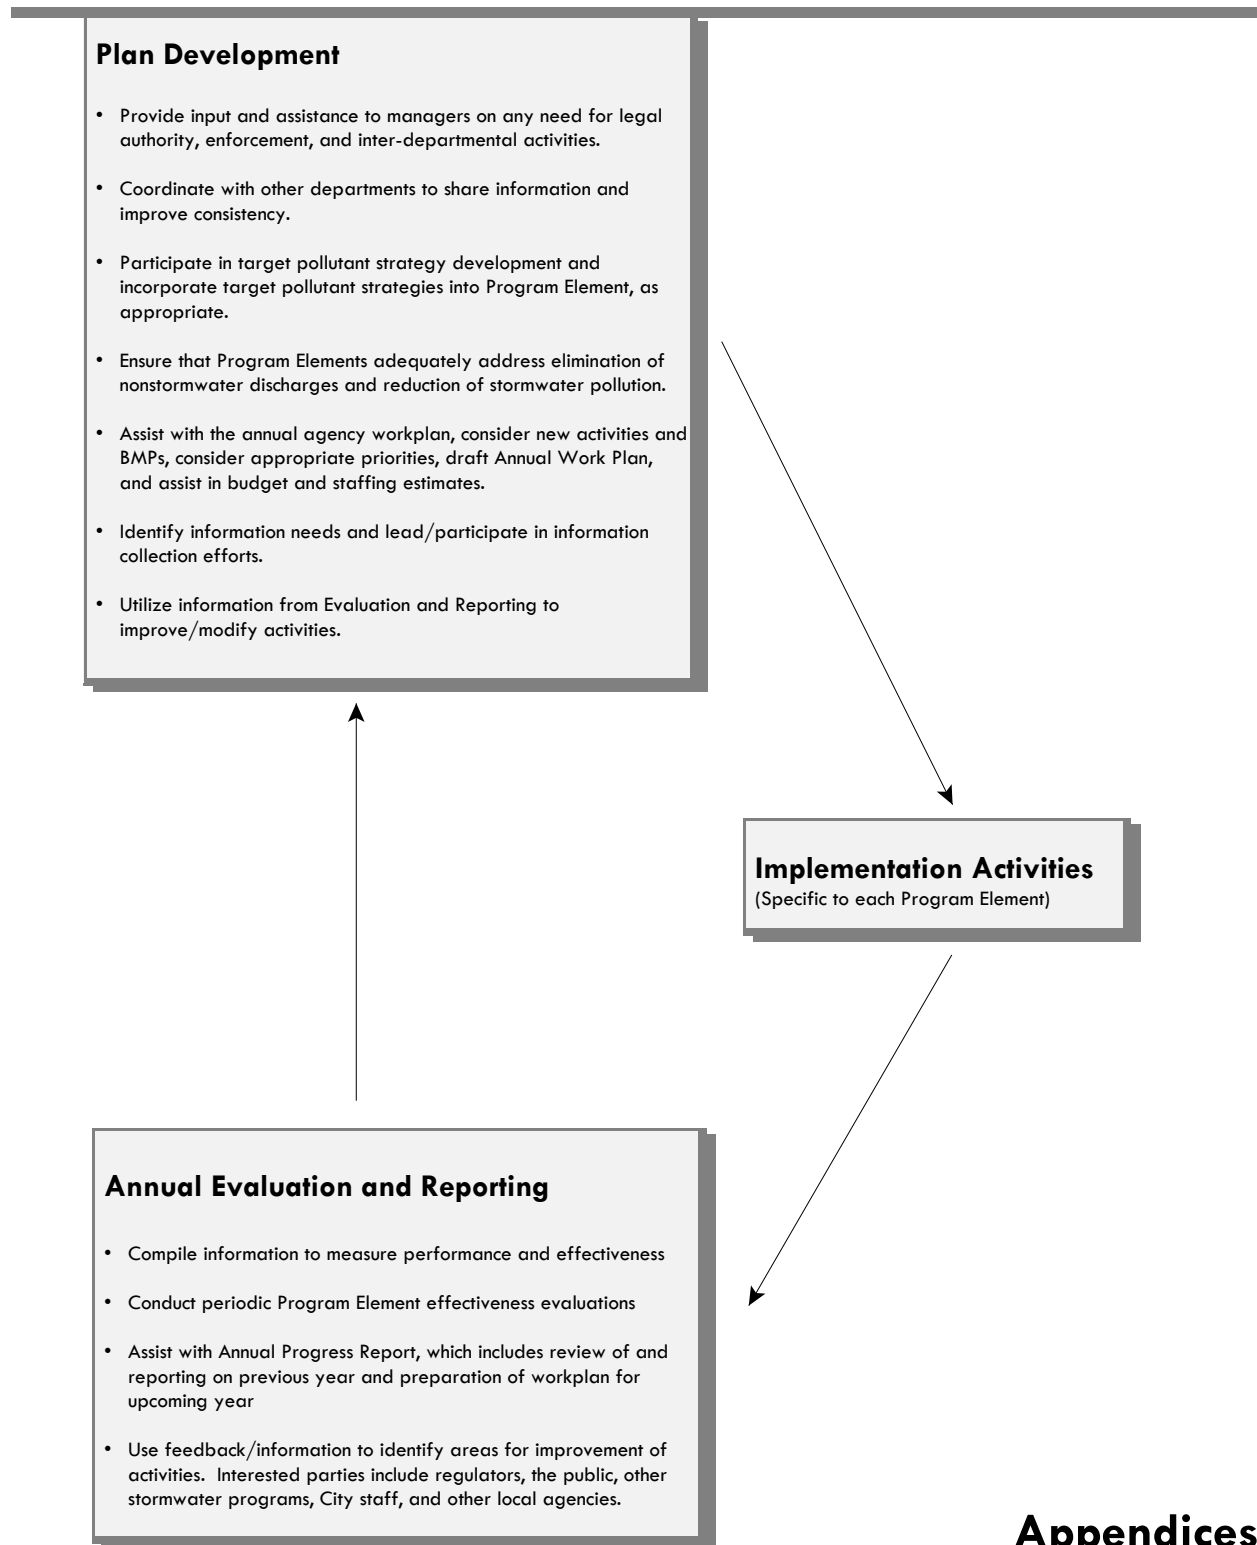 Plan Development
• Provide input and assistance to managers on any need for legal
authority, enforcement, and inter-departmental activities.
• Coordinate with other departments to share information and
improve consistency.
• Participate in target pollutant strategy development and
incorporate target pollutant strategies into Program Element, as
appropriate.
• Ensure that Program Elements adequately address elimination of
nonstormwater discharges and reduction of stormwater pollution.
• Assist with the annual agency workplan, consider new activities and
BMPs, consider appropriate priorities, draft Annual Work Plan,
and assist in budget and staffing estimates.
• Identify information needs and lead/participate in information
collection efforts.
• Utilize information from Evaluation and Reporting to
improve/modify activities.
Implementation Activities
(Specific to each Program Element)
Annual Evaluation and Reporting
• Compile information to measure performance and effectiveness
• Conduct periodic Program Element effectiveness evaluations
• Assist with Annual Progress Report, which includes review of and
reporting on previous year and preparation of workplan for
upcoming year
• Use feedback/information to identify areas for improvement of
activities.  Interested parties include regulators, the public, other
stormwater programs, City staff, and other local agencies.
Appendices